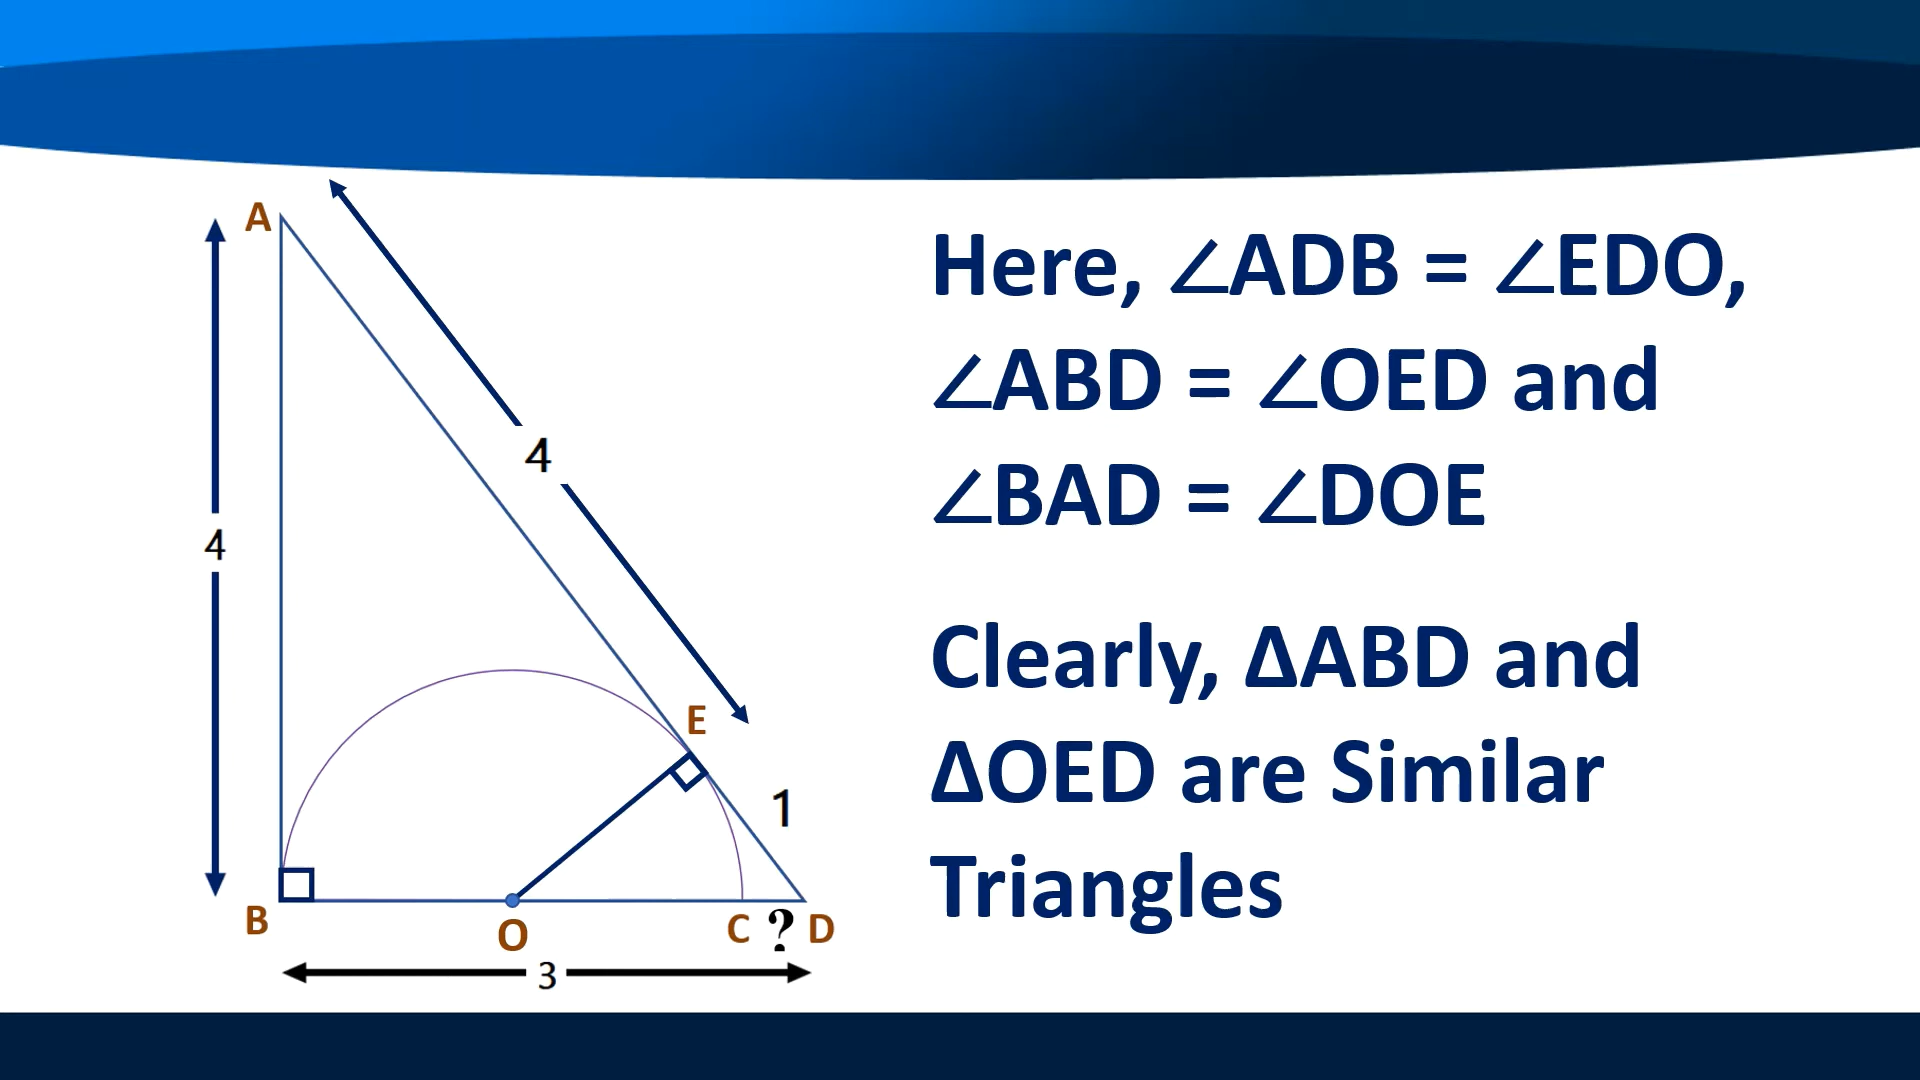 A
4
4
E
1
B
O
C ? D
3
Here, ∠ADB = ∠EDO,
∠ABD = ∠OED and
∠BAD = ∠DOE
Clearly, ΔABD and
ΔOED are Similar
Triangles